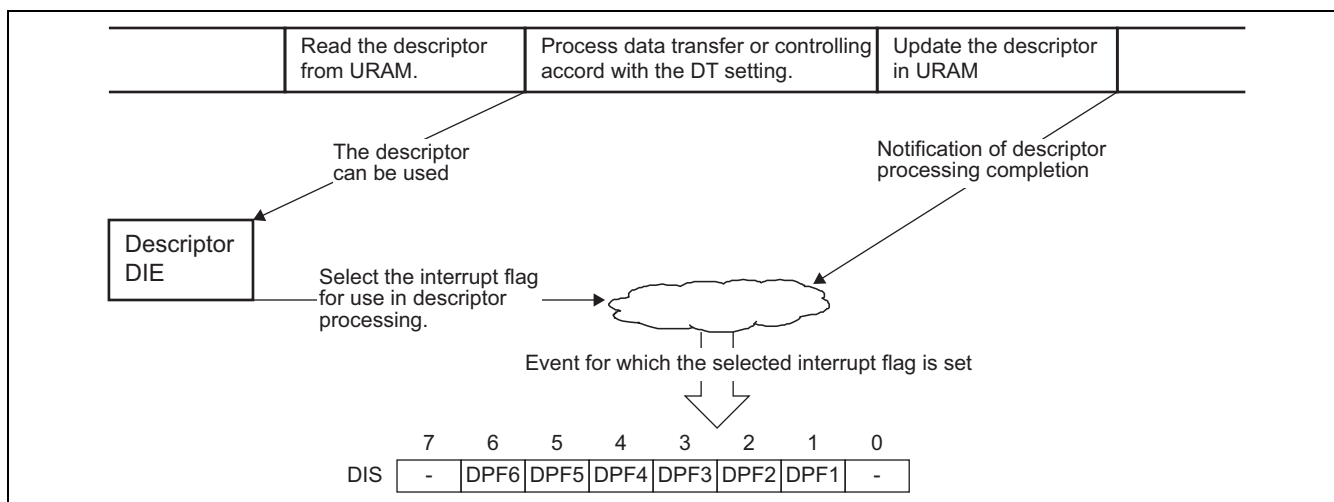 Read the descriptor
from URAM.
Process data transfer or controlling
accord with the DT setting.
Update the descriptor
in URAM
The descriptor
can be used
Notification of descriptor
processing completion
Descriptor
DIE
Select the interrupt flag
for use in descriptor
processing.
Event for which the selected interrupt flag is set
7 6 5 4 3 2 1 0
DIS - DPF6 DPF5 DPF4 DPF3 DPF2 DPF1 -